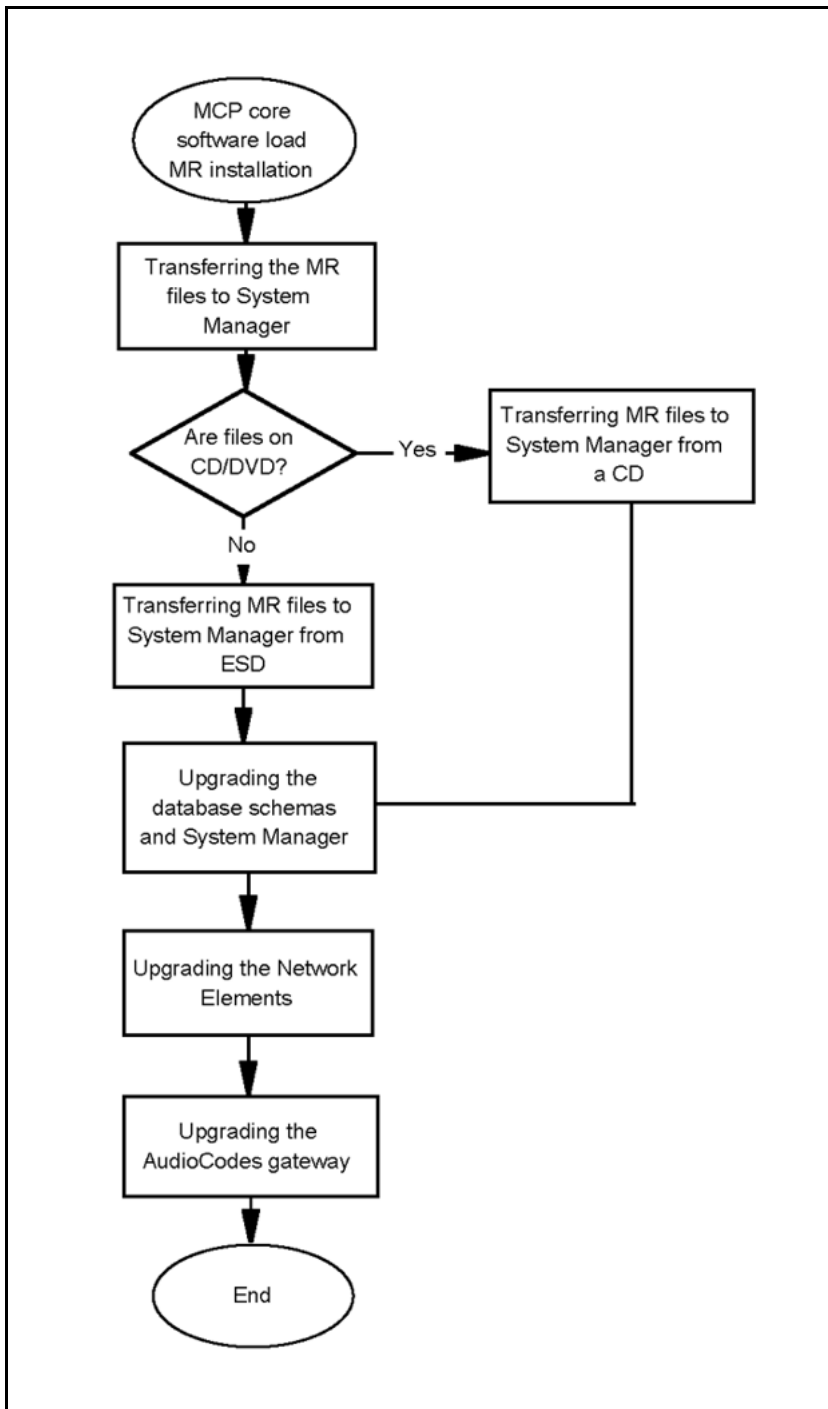 MCP core
software load
MR installation
Transferring the MR
files to System
Manager
Are files on
CD/DVD?
Yes
Transferring MR files to
System Manager from
a CD
No
Transferring MR files to
System Manager from
ESD
Upgrading the
database schemas
and System Manager
Upgrading the Network
Elements
Upgrading the
AudioCodes gateway
End